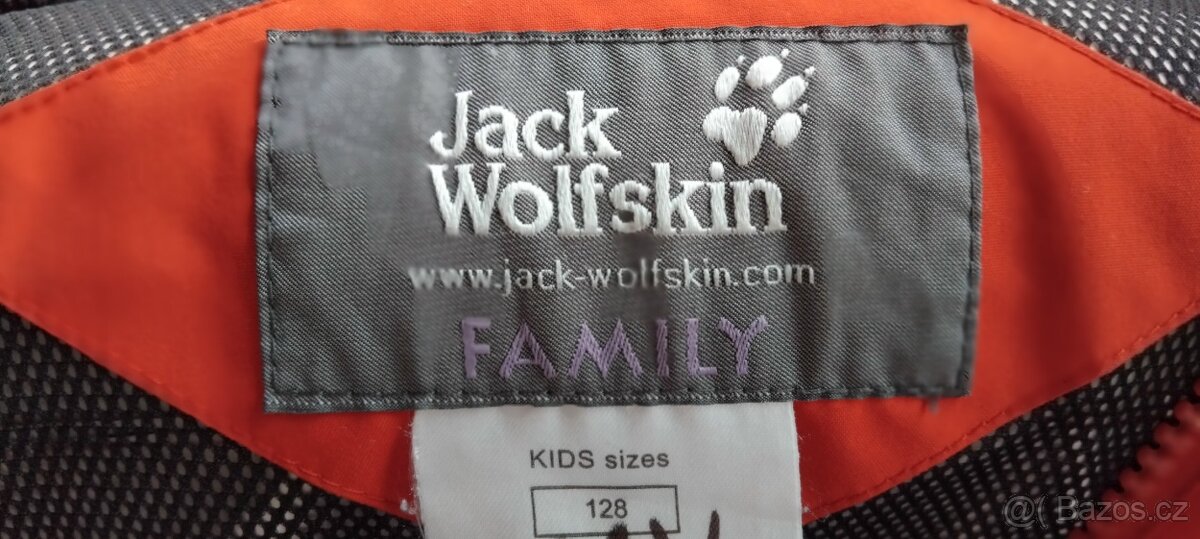 Jack
Wolfskin
www.jack-wolfskin.com
FAMILY
KIDS sizes
128
@( Bazos.cz